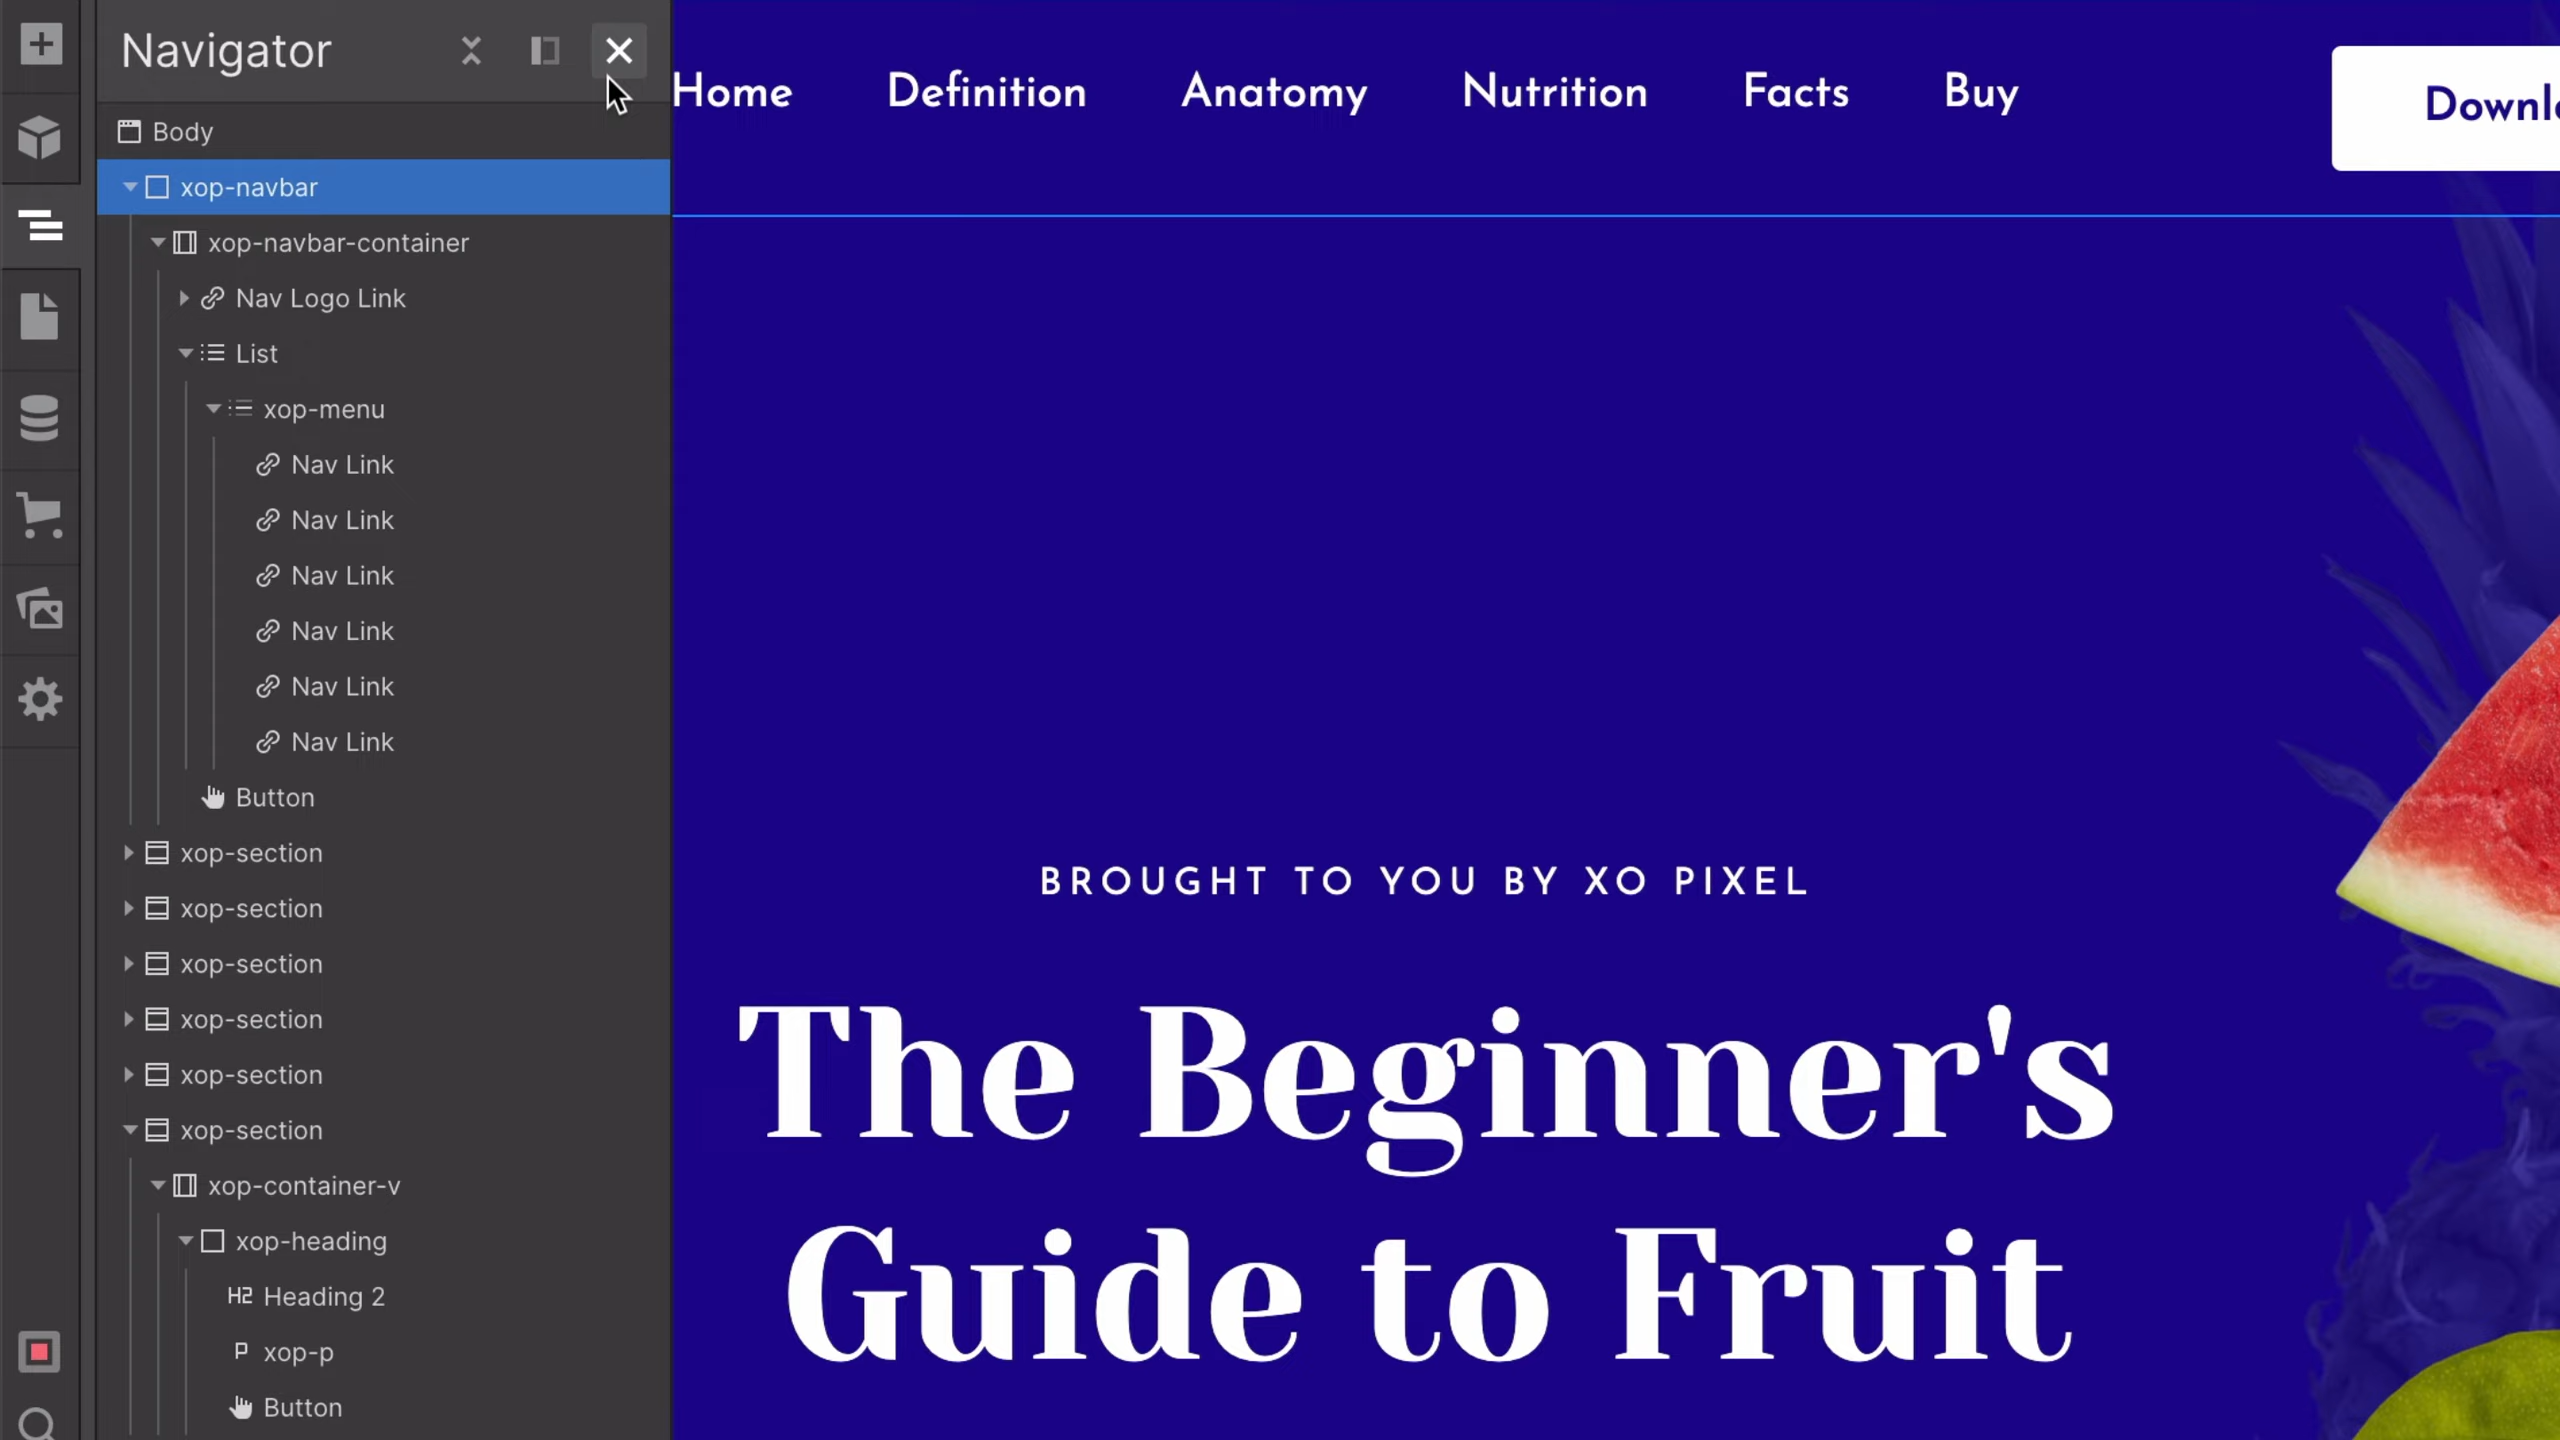 Navigator
Body
xop-navbar
xop-navbar-container
Nav Logo Link
List
xop-menu
Nav Link
Nav Link
Nav Link
Nav Link
Nav Link
Nav Link
Button
xop-section
xop-section
xop-section
xop-section
xop-section
xop-section
xop-container-v
xop-heading
H2 Heading 2
P xop-p
Button
Home Definition Anatomy Nutrition Facts Buy
BROUGHT TO YOU BY XO PIXEL
The Beginner's
Guide to Fruit